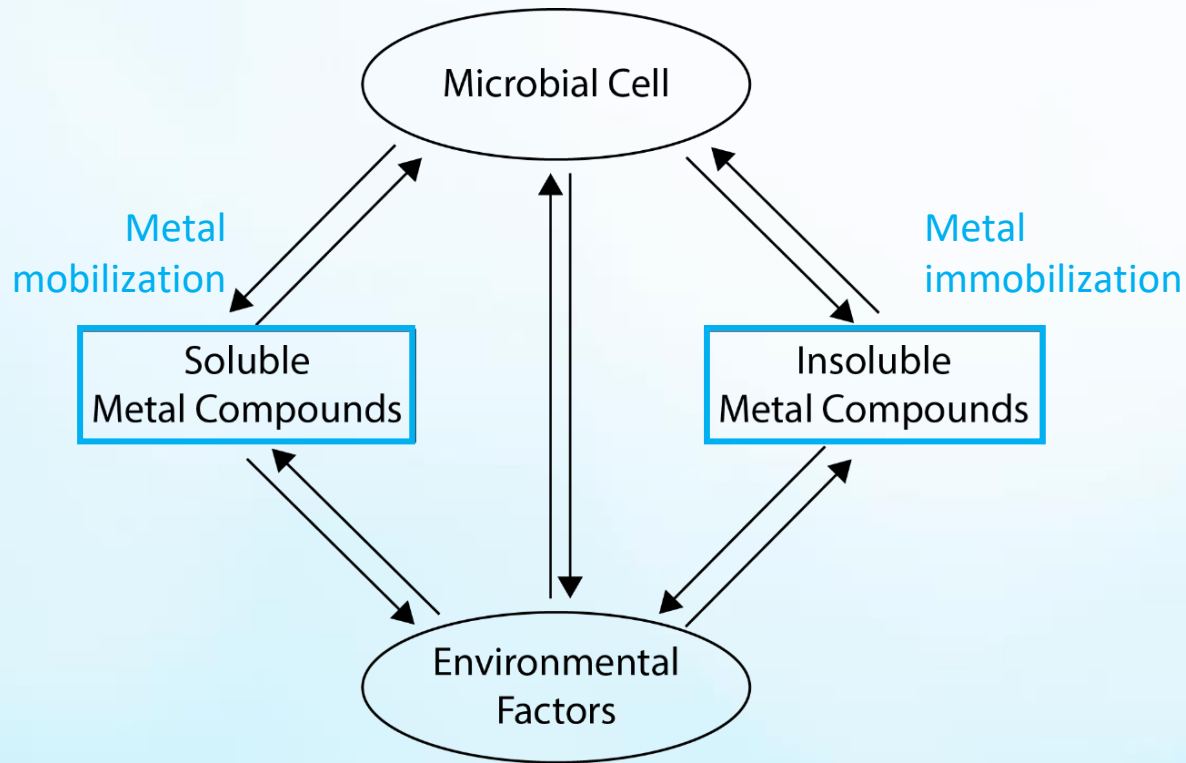 Microbial Cell
Metal
mobilization
Metal
immobilization
Soluble
Metal Compounds
Insoluble
Metal Compounds
Environmental
Factors